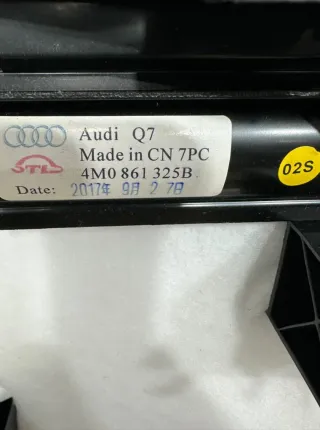 Audi Q7
Made in CN 7PC
STL
4M0 861 325B
Date: 2017年 9月 27日
02S